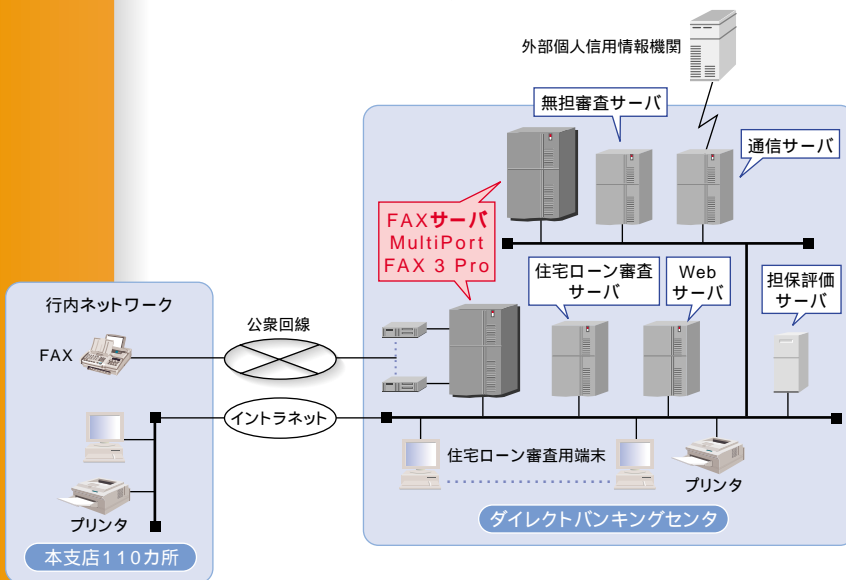 外部個人信用情報機関
無担審査サーバ
通信サーバ
FAXサーバ
MultiPort
FAX 3 Pro
住宅ローン審査
サーバ
Web
サーバ
担保評価
サーバ
行内ネットワーク
公衆回線
FAX
イントラネット
住宅ローン審査用端末
プリンタ
プリンタ
ダイレクトバンキングセンタ
本支店110カ所